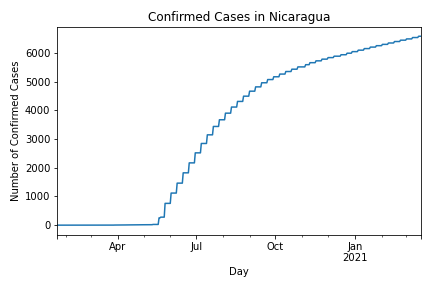 Confirmed Cases in Nicaragua
Number of Confirmed Cases
6000
5000
4000
3000
2000
1000
0
Apr
Jul
Oct
Jan
2021
Day